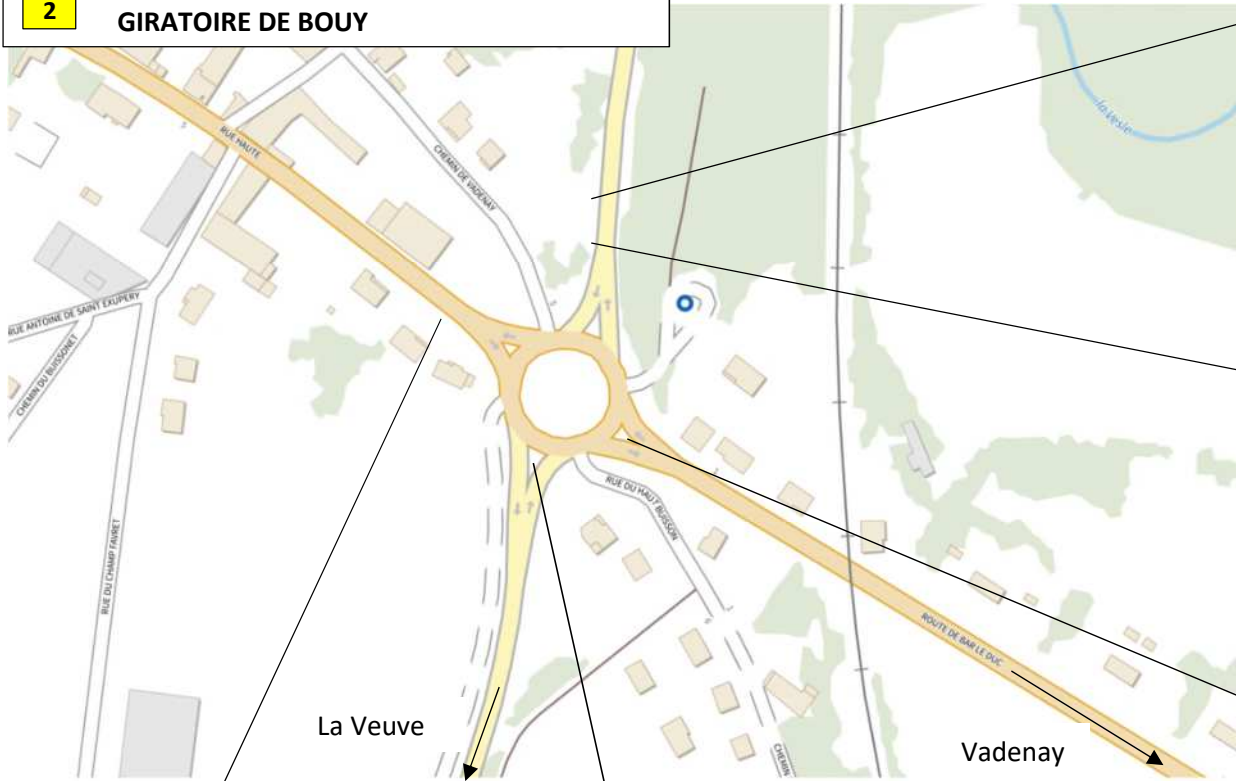 2
GIRATOIRE DE BOUY
la Vesle
RUE HAUTE
CHEMIN DE VADENAY
RUE ANTOINE DE SAINT EXUPERY
CHEMIN DU BUISSONET
RUE DU CHAMP FAVRET
RUE DU HAUT BUISSON
ROUTE DE BAR LE DUC
La Veuve
Vadenay
CHEMIN